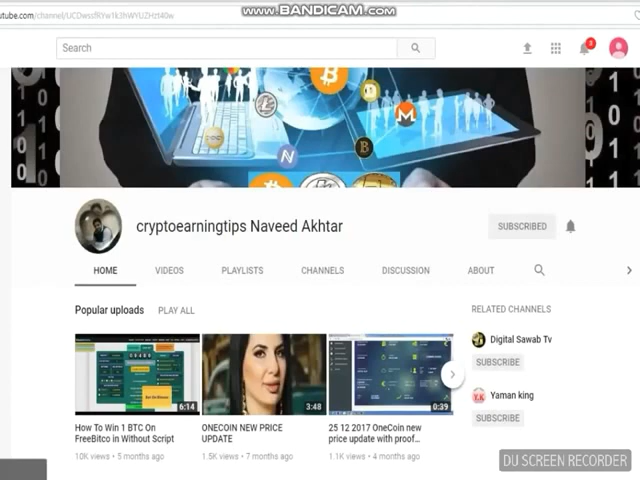 www.BANDICAM.com
Search
cryptoearningtips Naveed Akhtar
SUBSCRIBED
HOME VIDEOS PLAYLISTS CHANNELS DISCUSSION ABOUT
Popular uploads PLAY ALL
RELATED CHANNELS
Digital Sawab Tv
SUBSCRIBE
Yaman king
SUBSCRIBE
6:14
3:48
0:39
How To Win 1 BTC On
FreeBitco in Without Script
10K views • 5 months ago
ONECOIN NEW PRICE
UPDATE
1.5K views • 7 months ago
25 12 2017 OneCoin new
price update with proof...
1.1K views • 4 months ago
DU SCREEN RECORDER